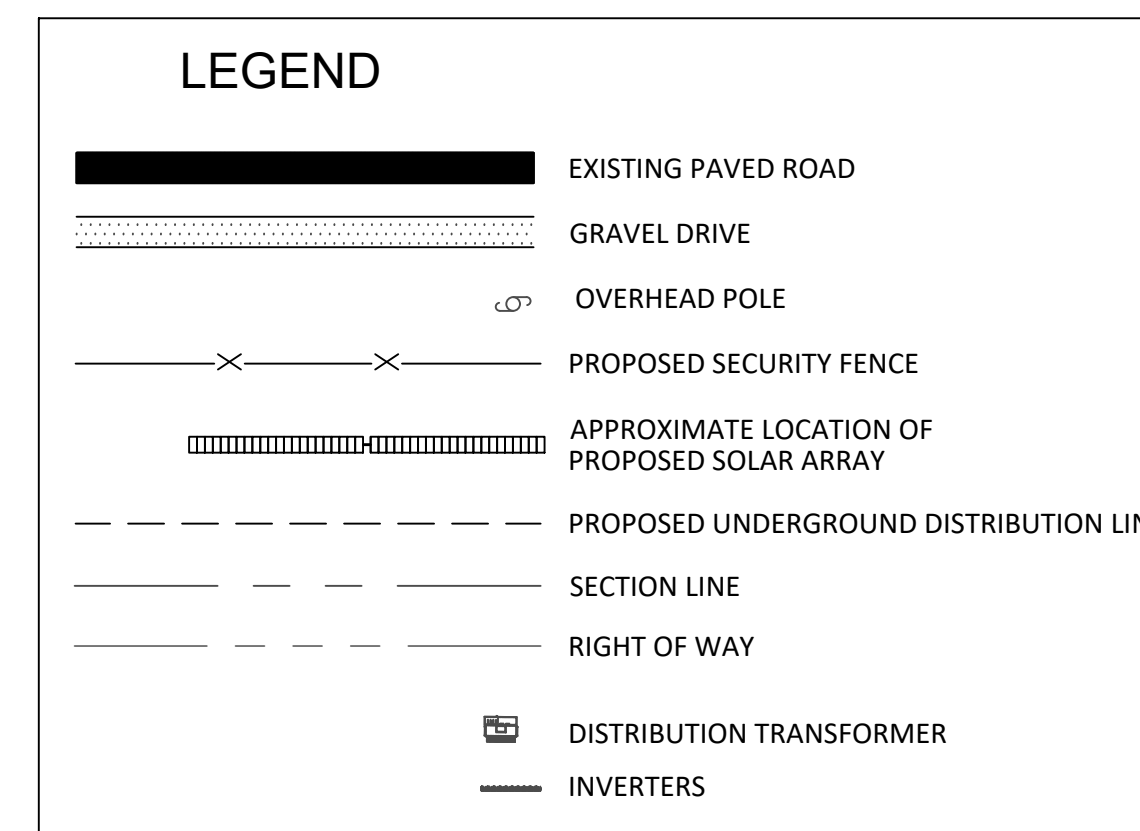 LEGEND
EXISTING PAVED ROAD
GRAVEL DRIVE
OVERHEAD POLE
PROPOSED SECURITY FENCE
APPROXIMATE LOCATION OF
PROPOSED SOLAR ARRAY
PROPOSED UNDERGROUND DISTRIBUTION
SECTION LINE
RIGHT OF WAY
DISTRIBUTION TRANSFORMER
INVERTERS